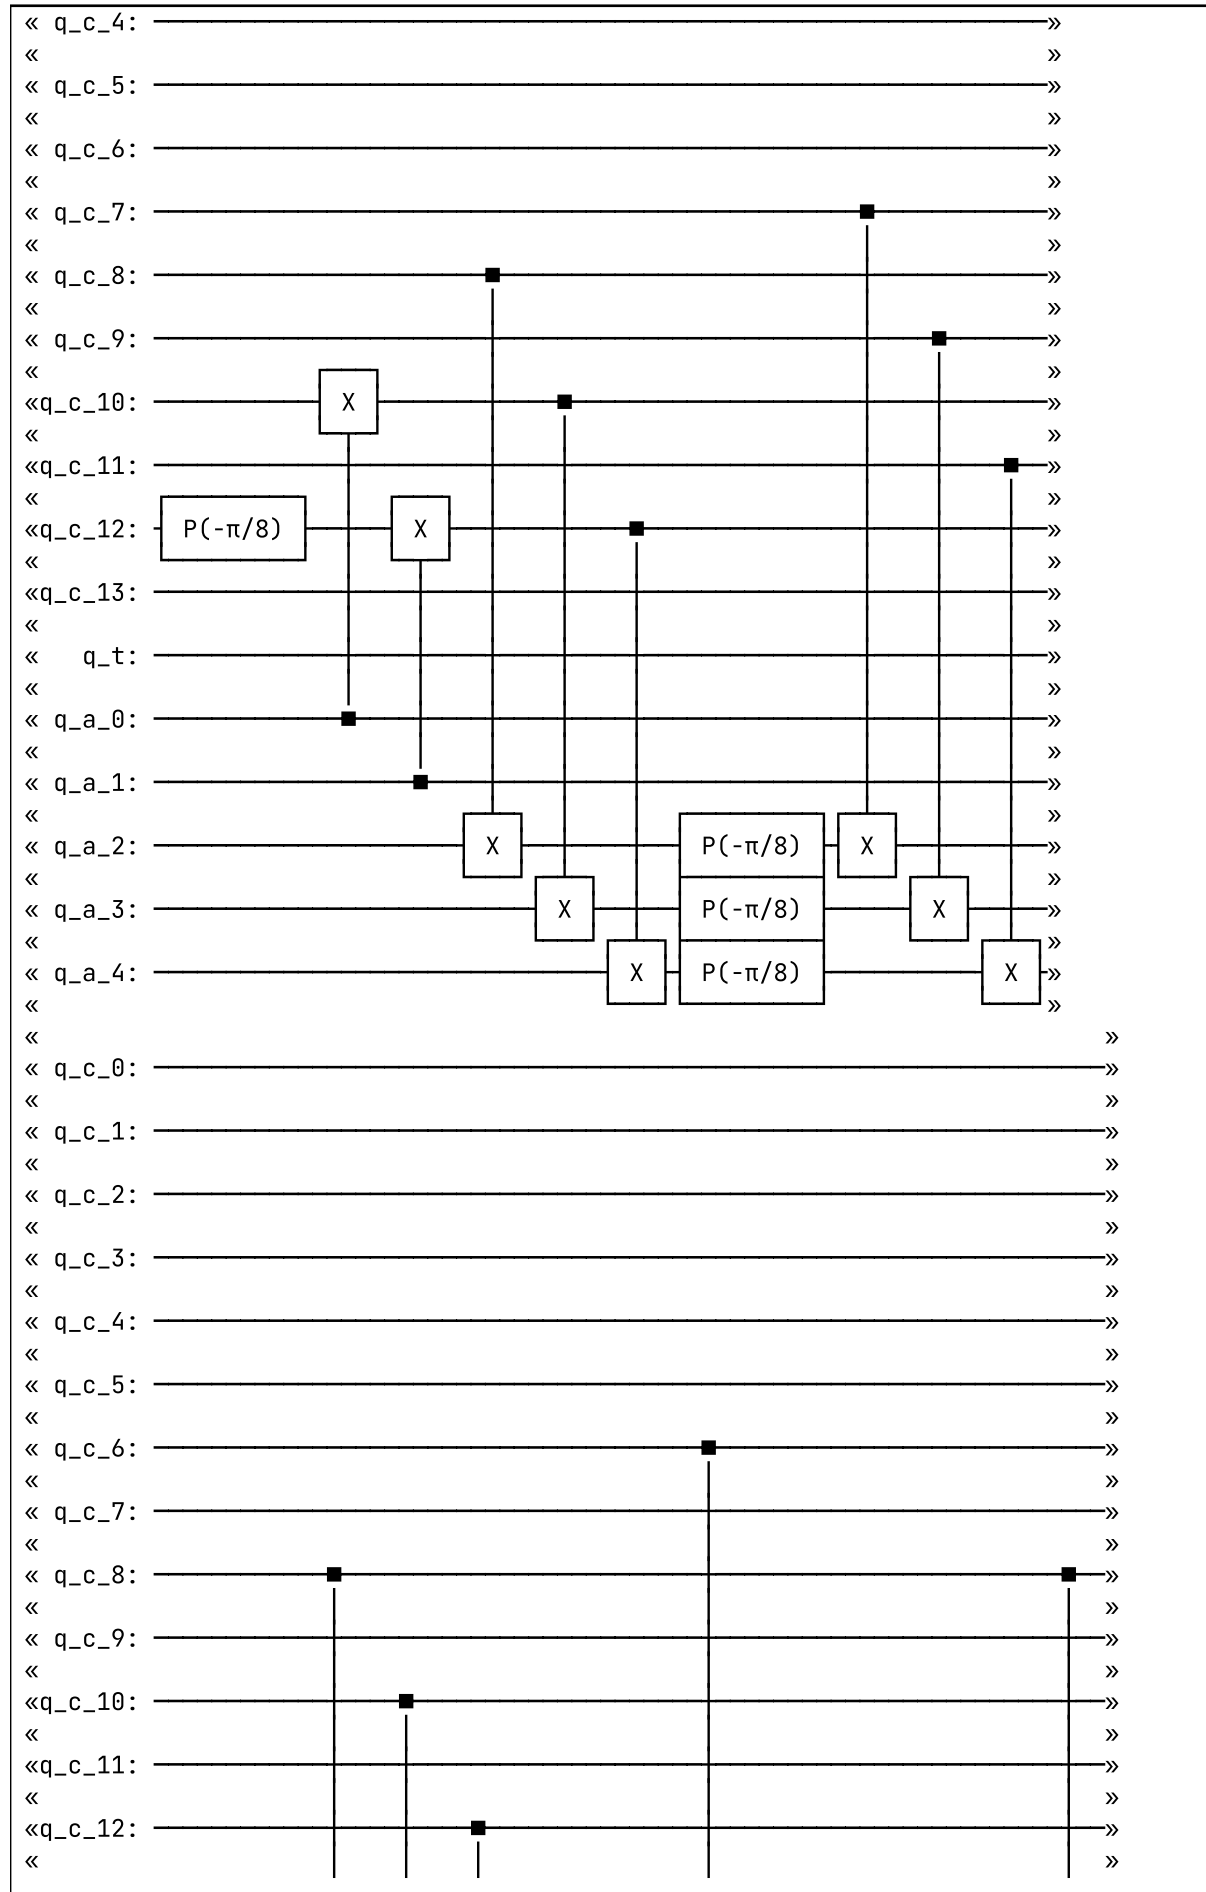 « q_c_4: »
« »
« q_c_5: »
« »
« q_c_6: »
« »
« q_c_7: »
« »
« q_c_8: »
« »
« q_c_9: »
« »
«q_c_10: X »
« »
«q_c_11: »
« »
«q_c_12: P(-π/8) X »
« »
«q_c_13: »
« »
« q_t: »
« »
« q_a_0: »
« »
« q_a_1: »
« »
« q_a_2: X P(-π/8) X »
« »
« q_a_3: X P(-π/8) X »
« »
« q_a_4: X P(-π/8) X »
« »
« »
« q_c_0: »
« »
« q_c_1: »
« »
« q_c_2: »
« »
« q_c_3: »
« »
« q_c_4: »
« »
« q_c_5: »
« »
« q_c_6: »
« »
« q_c_7: »
« »
« q_c_8: »
« »
« q_c_9: »
« »
«q_c_10: »
« »
«q_c_11: »
« »
«q_c_12: »
« »